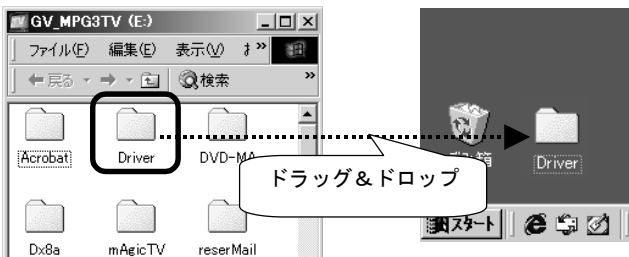 GV_MPG3TV (E:)
ファイル(F) 編集(E) 表示(V) »
戻る 検索 »
Acrobat Driver
Driver
ドラッグ&ドロップ
スタート
Dx8a mAgicTV reserMail